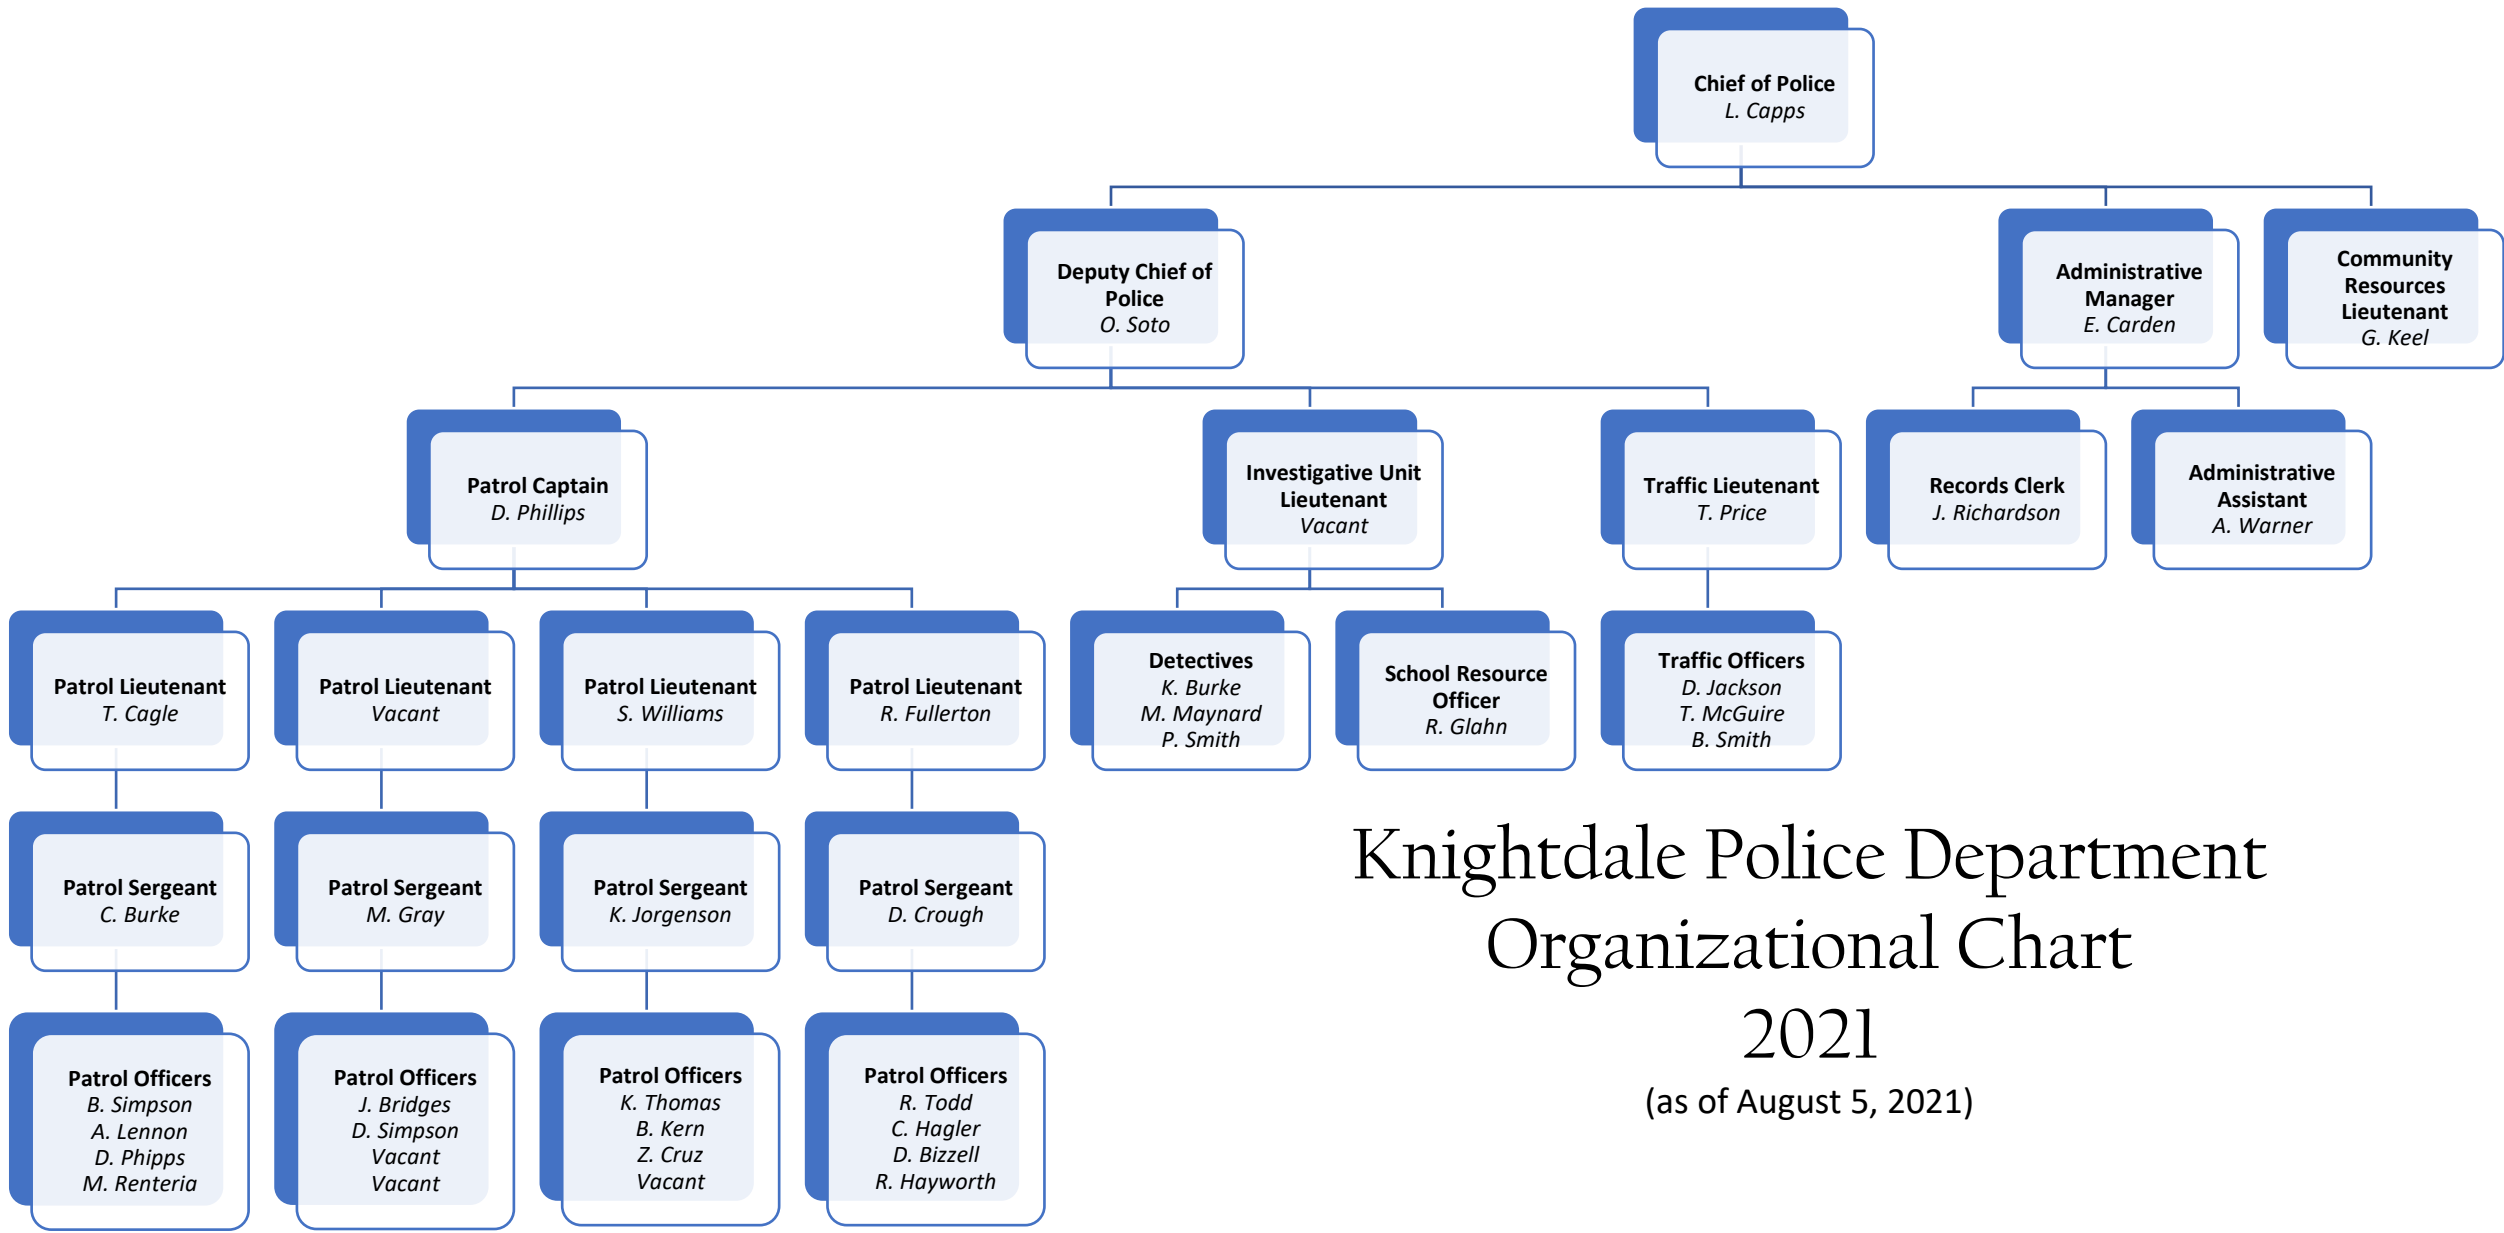 Chief of Police
L. Capps
Deputy Chief of
Police
O. Soto
Administrative
Manager
E. Carden
Community
Resources
Lieutenant
G. Keel
Patrol Captain
D. Phillips
Investigative Unit
Lieutenant
Vacant
Traffic Lieutenant
T. Price
Records Clerk
J. Richardson
Administrative
Assistant
A. Warner
Patrol Lieutenant
T. Cagle
Patrol Lieutenant
Vacant
Patrol Lieutenant
S. Williams
Patrol Lieutenant
R. Fullerton
Detectives
K. Burke
M. Maynard
P. Smith
School Resource
Officer
R. Glahn
Traffic Officers
D. Jackson
T. McGuire
B. Smith
Patrol Sergeant
C. Burke
Patrol Sergeant
M. Gray
Patrol Sergeant
K. Jorgenson
Patrol Sergeant
D. Crough
Patrol Officers
B. Simpson
A. Lennon
D. Phipps
M. Renteria
Patrol Officers
J. Bridges
D. Simpson
Vacant
Vacant
Patrol Officers
K. Thomas
B. Kern
Z. Cruz
Vacant
Patrol Officers
R. Todd
C. Hagler
D. Bizzell
R. Hayworth
Knightdale Police Department
Organizational Chart
2021
(as of August 5, 2021)